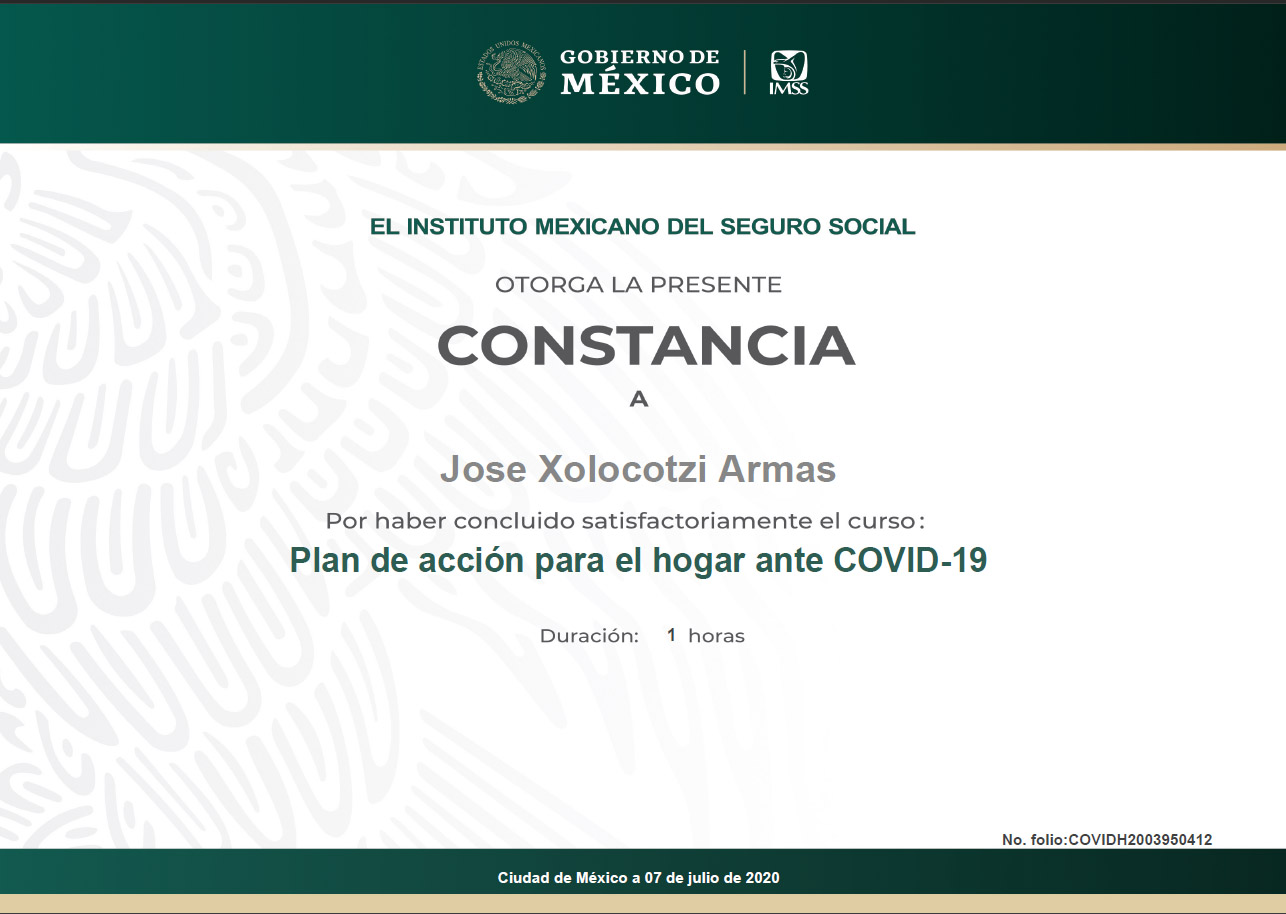 ESTADOS UNIDOS MEXICANOS
GOBIERNO DE
MÉXICO
IMSS
EL INSTITUTO MEXICANO DEL SEGURO SOCIAL
OTORGA LA PRESENTE
CONSTANCIA
A
Jose Xolocotzi Armas
Por haber concluido satisfactoriamente el curso:
Plan de acción para el hogar ante COVID-19
Duración: 1 horas
No. folio:COVIDH2003950412
Ciudad de México a 07 de julio de 2020